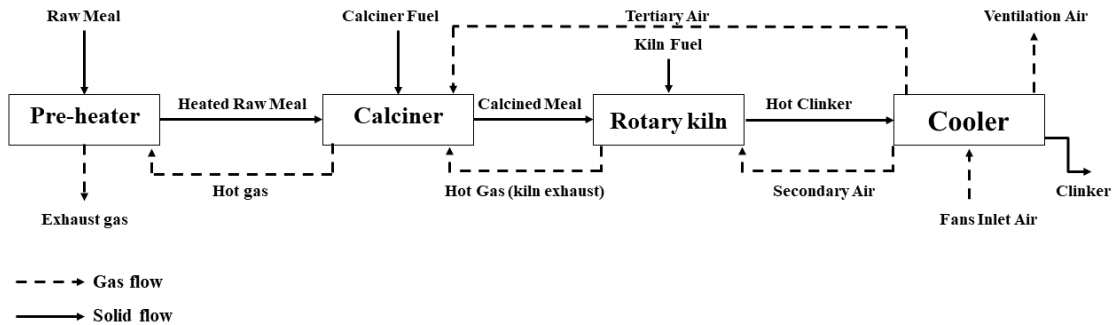 Raw Meal
Calciner Fuel
Tertiary Air
Ventilation Air
Kiln Fuel
Pre-heater
Heated Raw Meal
Calciner
Calcined Meal
Rotary kiln
Hot Clinker
Cooler
Hot gas
Hot Gas (kiln exhaust)
Secondary Air
Clinker
Exhaust gas
Fans Inlet Air
Gas flow
Solid flow